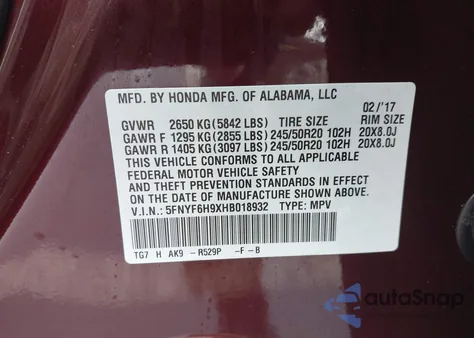 MFD. BY HONDA MFG. OF ALABAMA, LLC
02/'17
GVWR 2650 KG(5842 LBS) TIRE SIZE RIM SIZE
GAWR F 1295 KG(2855 LBS) 245/50R20 102H 20X8.0J
GAWR R 1405 KG(3097 LBS) 245/50R20 102H 20X8.0J
THIS VEHICLE CONFORMS TO ALL APPLICABLE
FEDERAL MOTOR VEHICLE SAFETY
STANDARDS IN EFFECT
ON THE DATE OF MANUFACTURE SHOWN ABOVE
V.I.N.: 5FNYF6H9XHB018932 TYPE: MPV
TG7 H AK9 -R529P -F-B
autoSnap